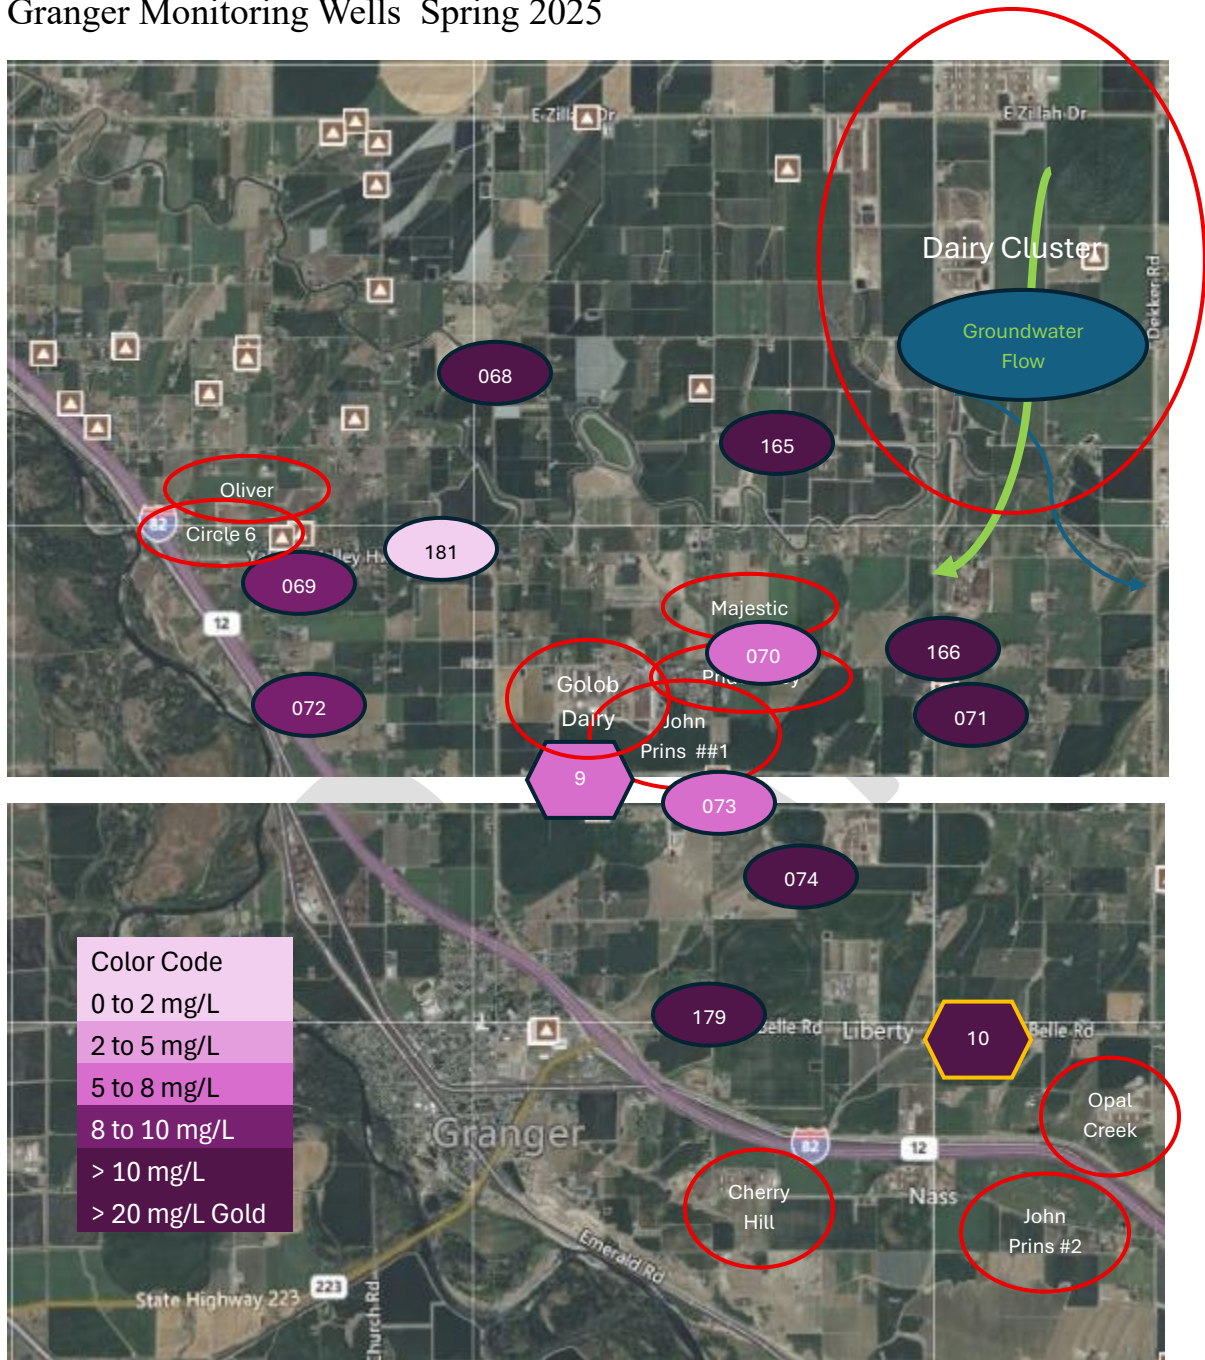 Granger Monitoring Wells  Spring 2025
E Zillah Dr
E Zillah Dr
Dairy Cluster
Dekker Rd
Groundwater
Flow
068
165
Oliver
82
Circle 6
181
069
12
Majestic
070
166
Golob
Dairy
072
071
John
Prins  ##1
9
073
074
Color Code
0 to 2 mg/L
2 to 5 mg/L
5 to 8 mg/L
8 to 10 mg/L
> 10 mg/L
> 20 mg/L Gold
179
Belle Rd
Liberty
10
Belle Rd
Opal
Creek
Granger
82
12
Cherry
Hill
Nass
John
Prins #2
Emerald Rd
223
State Highway 223
Church Rd